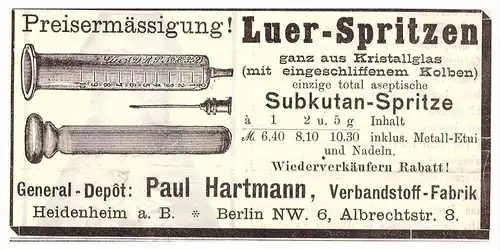 Preisermässigung!
Luer-Spritzen
ganz aus Kristallglas
(mit eingeschliffenem Kolben)
einzige total aseptische
Subkutan-Spritze
à 1 2 u. 5 g Inhalt
M. 6.40 8.10 10.30 inklus. Metall-Etui
und Nadeln.
Wiederverkäufern Rabatt!
General-Depôt: Paul Hartmann, Verbandstoff-Fabrik
Heidenheim a. B. * Berlin NW. 6, Albrechtstr. 8.